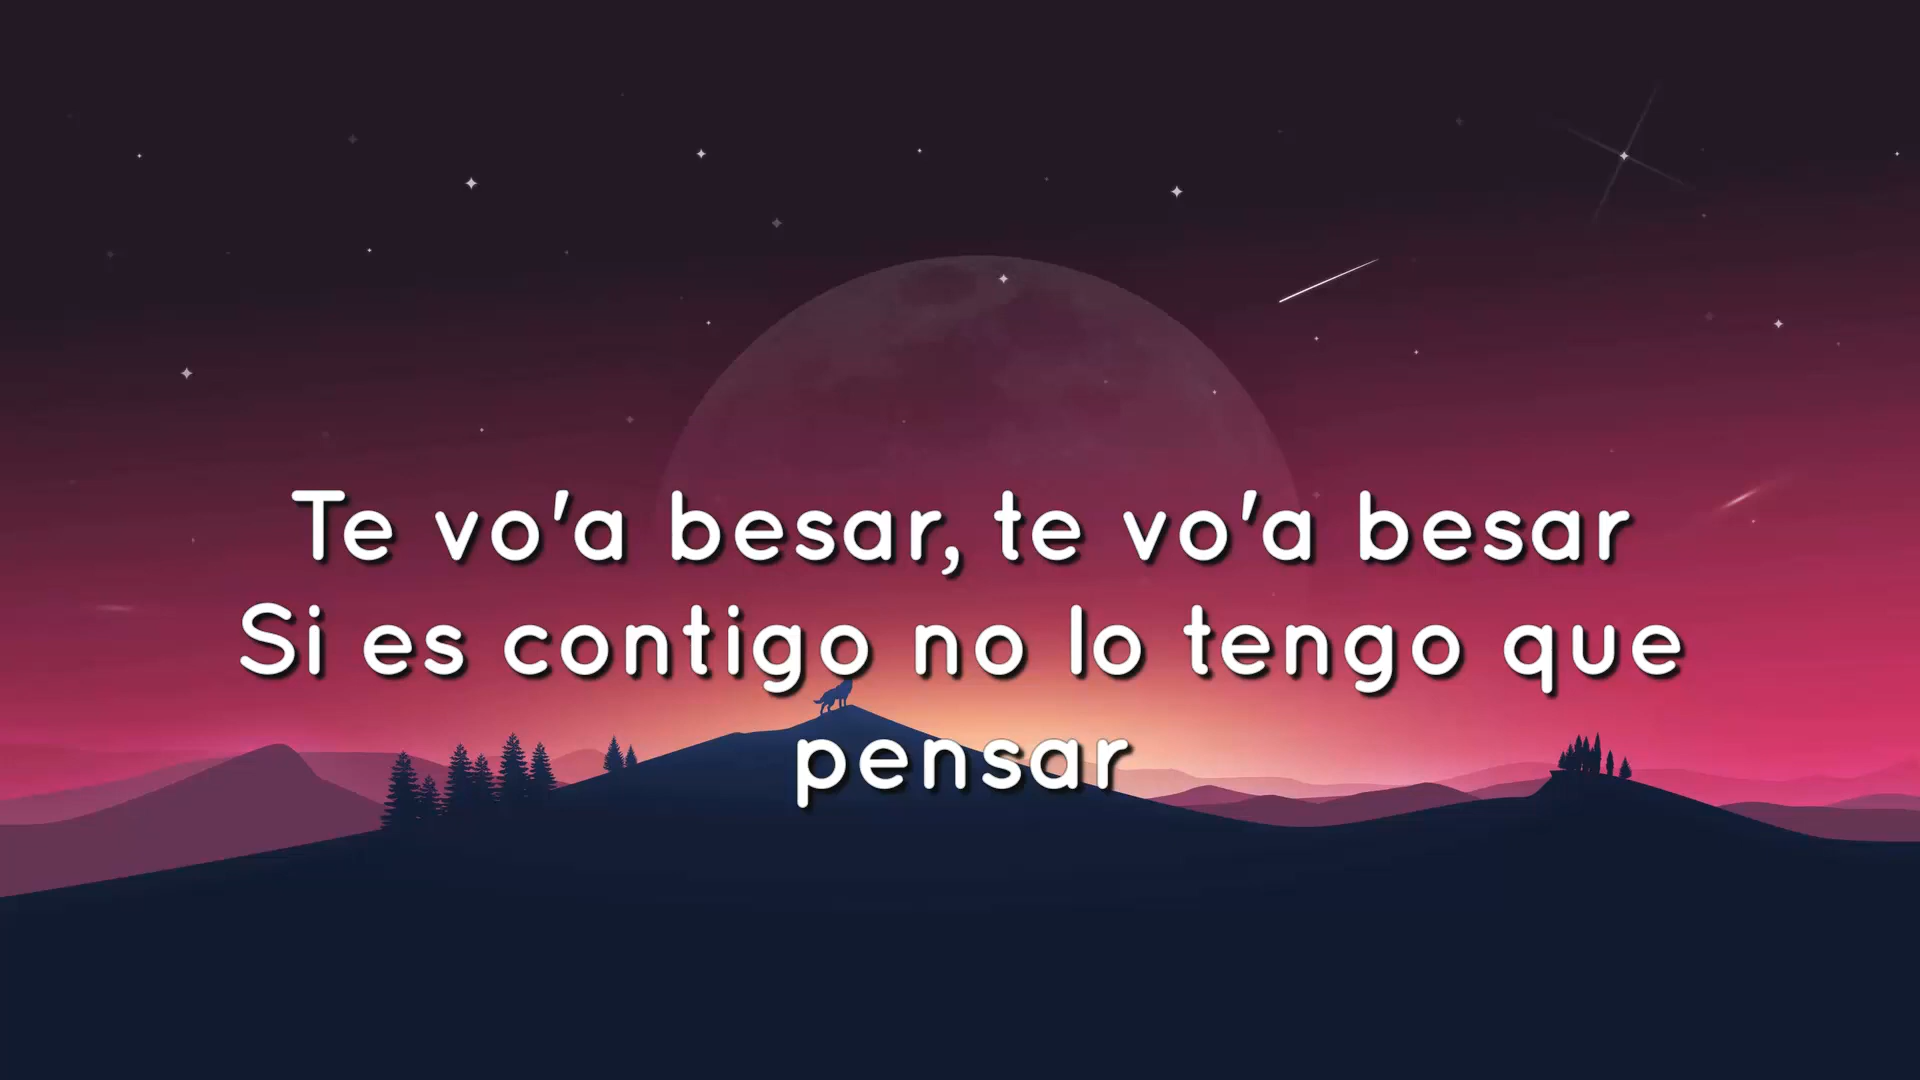 Te vo'a besar, te vo'a besar
Si es contigo no lo tengo que
pensar